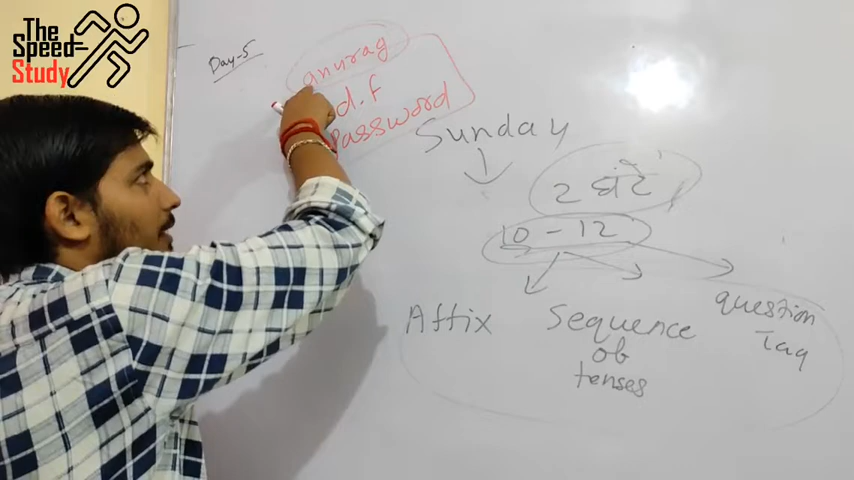 The
Speed
Study
Day-5
anurag
d.f
Password
Sunday
2 घंटे
10 - 12
Affix
Sequence
of
tenses
question
Tag